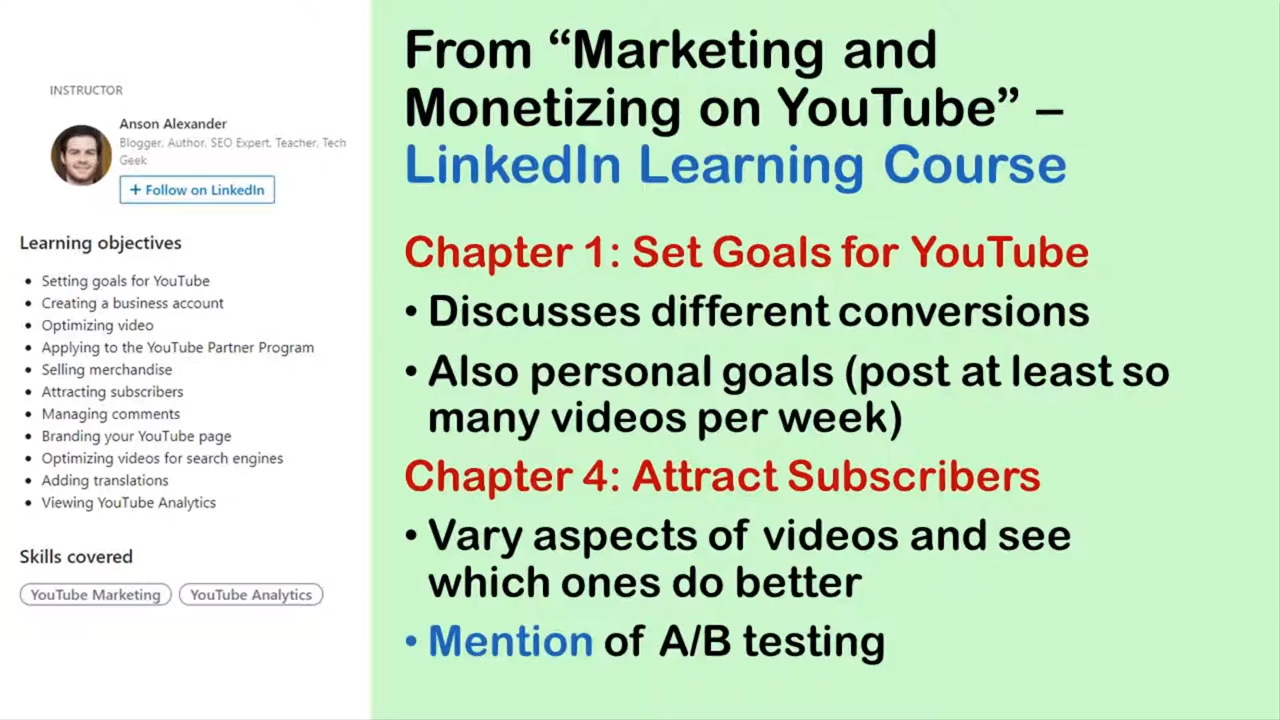 INSTRUCTOR
Anson Alexander
Blogger. Author. SEO Expert. Teacher, Tech
Geek
+ Follow on LinkedIn
Learning objectives
• Setting goals for YouTube
• Creating a business account
• Optimizing video
• Applying to the YouTube Partner Program
• Selling merchandise
• Attracting subscribers
• Managing comments
• Branding your YouTube page
• Optimizing videos for search engines
• Adding translations
• Viewing YouTube Analytics
Skills covered
YouTube Marketing YouTube Analytics
From “Marketing and
Monetizing on YouTube” –
LinkedIn Learning Course
Chapter 1: Set Goals for YouTube
• Discusses different conversions
• Also personal goals (post at least so
many videos per week)
Chapter 4: Attract Subscribers
• Vary aspects of videos and see
which ones do better
• Mention of A/B testing